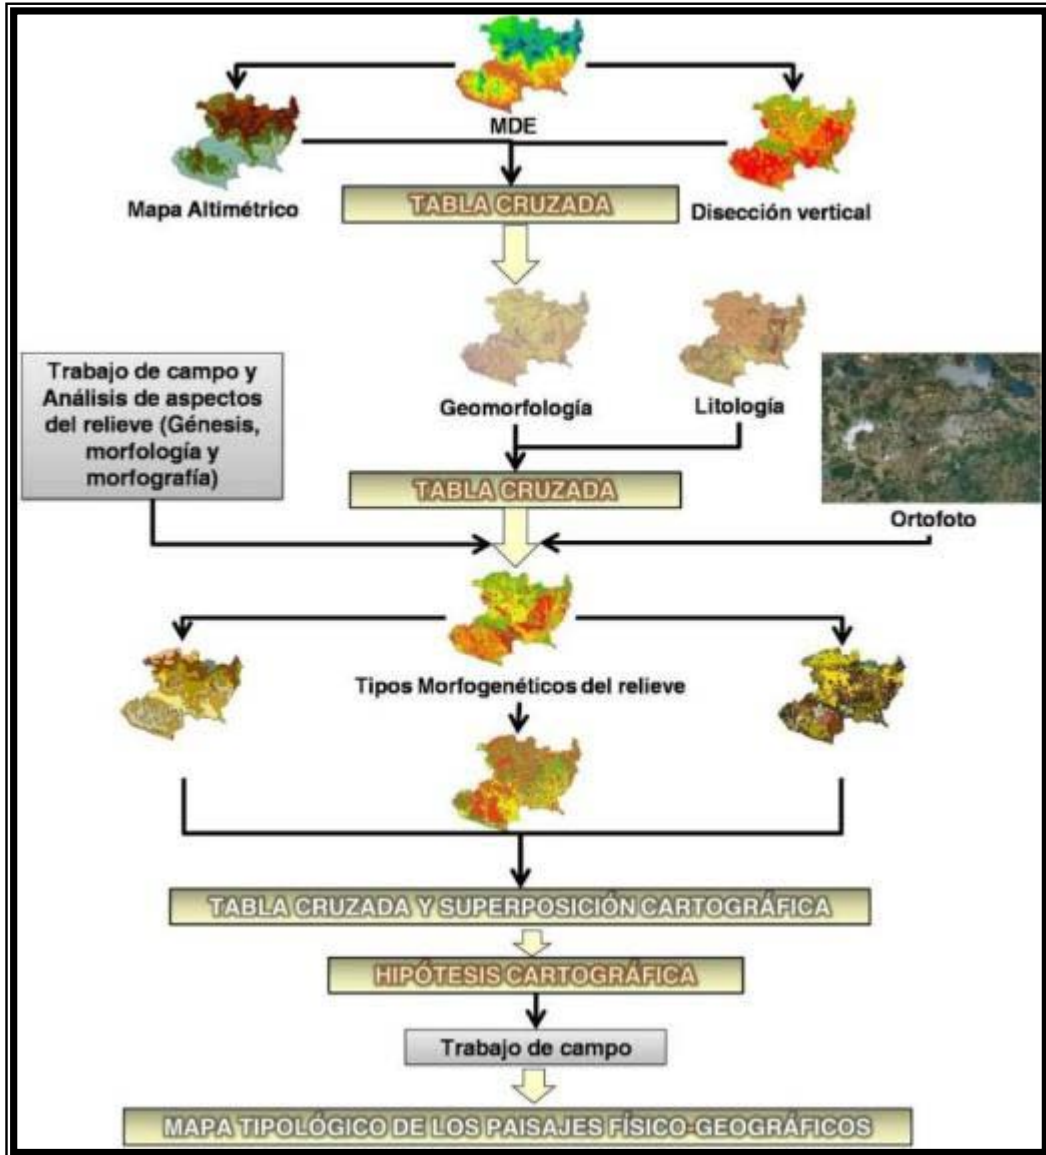 MDE
Mapa Altimétrico
TABLA CRUZADA
Disección vertical
Trabajo de campo y
Análisis de aspectos
del relieve (Génesis,
morfología y
morfografía)
Geomorfología
Litología
TABLA CRUZADA
Ortofoto
Tipos Morfogenéticos del relieve
TABLA CRUZADA Y SUPERPOSICIÓN CARTOGRÁFICA
HIPÓTESIS CARTOGRÁFICA
Trabajo de campo
MAPA TIPOLÓGICO DE LOS PAISAJES FÍSICO-GEOGRÁFICOS